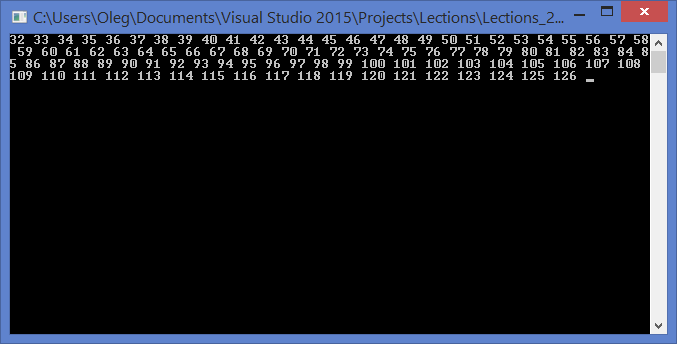 C:\Users\Oleg\Documents\Visual Studio 2015\Projects\Lections\Lections_2...
32 33 34 35 36 37 38 39 40 41 42 43 44 45 46 47 48 49 50 51 52 53 54 55 56 57 58
59 60 61 62 63 64 65 66 67 68 69 70 71 72 73 74 75 76 77 78 79 80 81 82 83 84 8
5 86 87 88 89 90 91 92 93 94 95 96 97 98 99 100 101 102 103 104 105 106 107 108
109 110 111 112 113 114 115 116 117 118 119 120 121 122 123 124 125 126